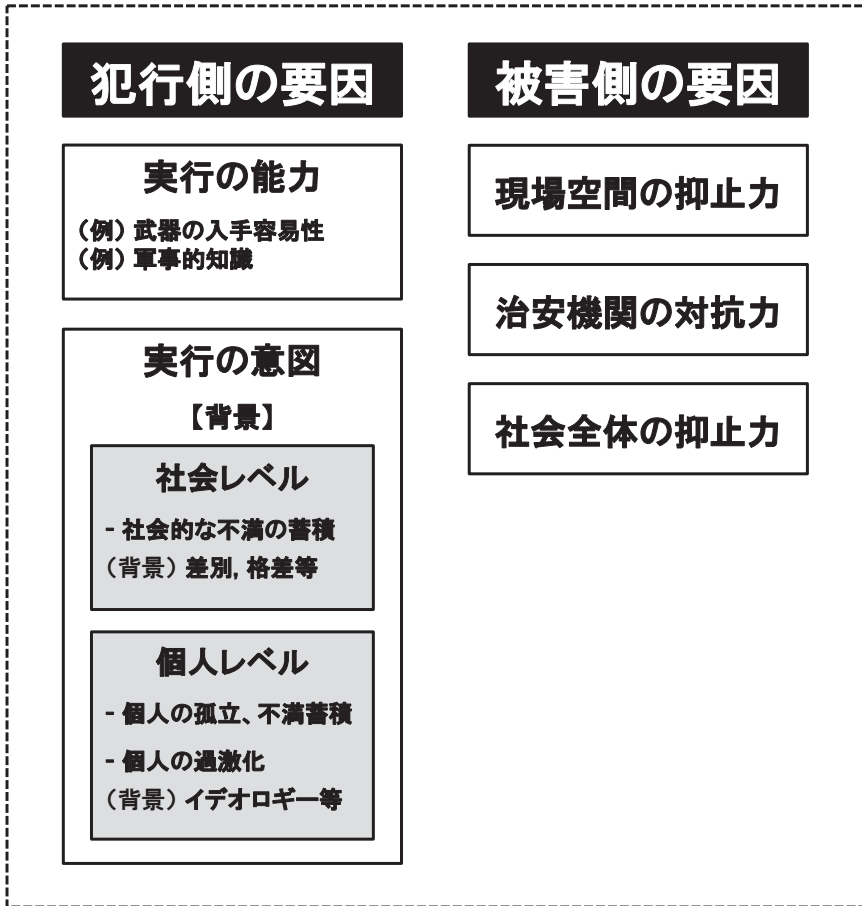 犯行側の要因
実行の能力
（例）武器の入手容易性
（例）軍事的知識
実行の意図
【背景】
社会レベル
- 社会的な不満の蓄積
（背景）差別, 格差等
個人レベル
- 個人の孤立、不満蓄積
- 個人の過激化
（背景）イデオロギー等
被害側の要因
現場空間の抑止力
治安機関の対抗力
社会全体の抑止力